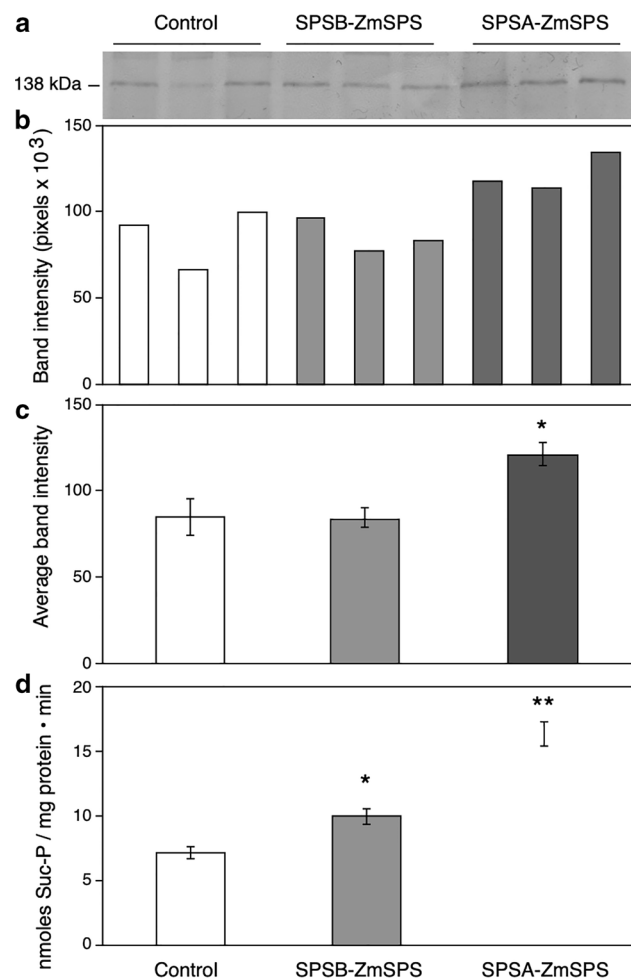 a
Control SPSB-ZmSPS SPSA-ZmSPS
138 kDa –
b
Band intensity (pixels x 10³)
150
100
50
0
c
Average band intensity
150
100
50
0
*
d
nmoles Suc-P / mg protein • min
20
15
10
5
0
*
**
Control SPSB-ZmSPS SPSA-ZmSPS